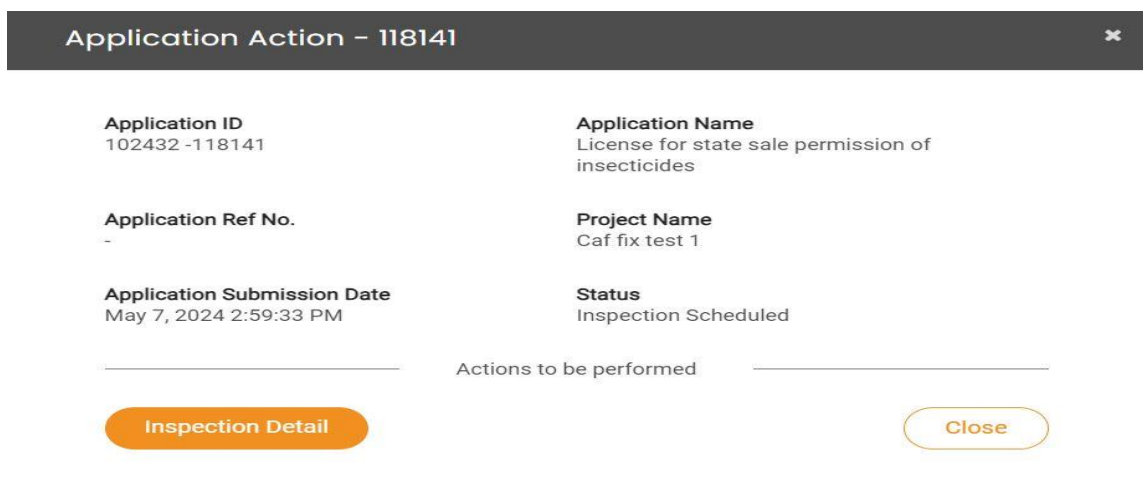 Application Action - 118141
Application ID
102432 -118141
Application Name
License for state sale permission of
insecticides
Application Ref No.
-
Project Name
Caf fix test 1
Application Submission Date
May 7, 2024 2:59:33 PM
Status
Inspection Scheduled
Actions to be performed
Inspection Detail
Close